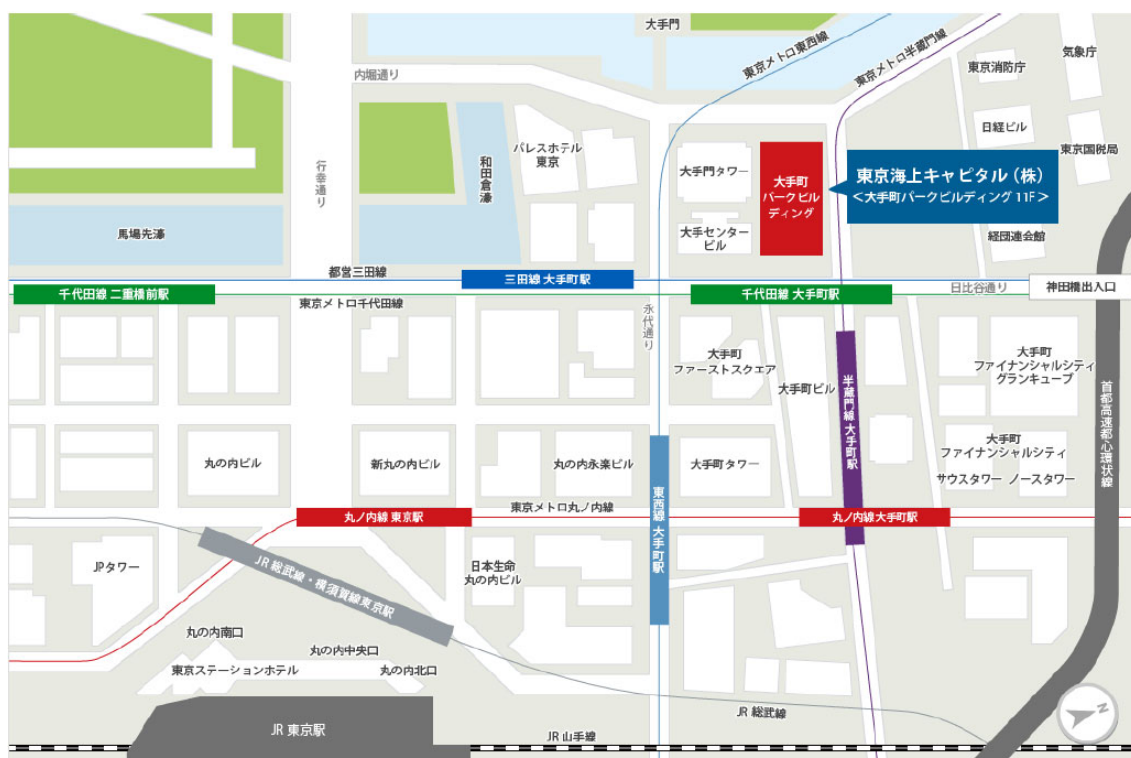 大手門
東京メトロ東西線
東京メトロ半蔵門線
気象庁
東京消防庁
内堀通り
日経ビル
東京国税局
パレスホテル
東京
行幸通り
和田倉濠
大手門タワー
大手町
パークビル
ディング
東京海上キャピタル（株）
＜大手町パークビルディング 11F＞
大手センター
ビル
馬場先濠
経団連会館
都営三田線
三田線 大手町駅
千代田線 二重橋前駅
東京メトロ千代田線
千代田線 大手町駅
日比谷通り
神田橋出入口
永代通り
大手町
ファーストスクエア
大手町ビル
半蔵門線 大手町駅
大手町
ファイナンシャルシティ
グランキューブ
首都高速都心環状線
丸の内ビル
新丸の内ビル
丸の内永楽ビル
大手町タワー
大手町
ファイナンシャルシティ
サウスタワー ノースタワー
東西線 大手町駅
東京メトロ丸ノ内線
丸ノ内線 東京駅
丸ノ内線 大手町駅
JPタワー
JR 総武線・横須賀線東京駅
日本生命
丸の内ビル
丸の内南口
丸の内中央口
東京ステーションホテル
丸の内北口
JR 総武線
JR 東京駅
JR 山手線
N